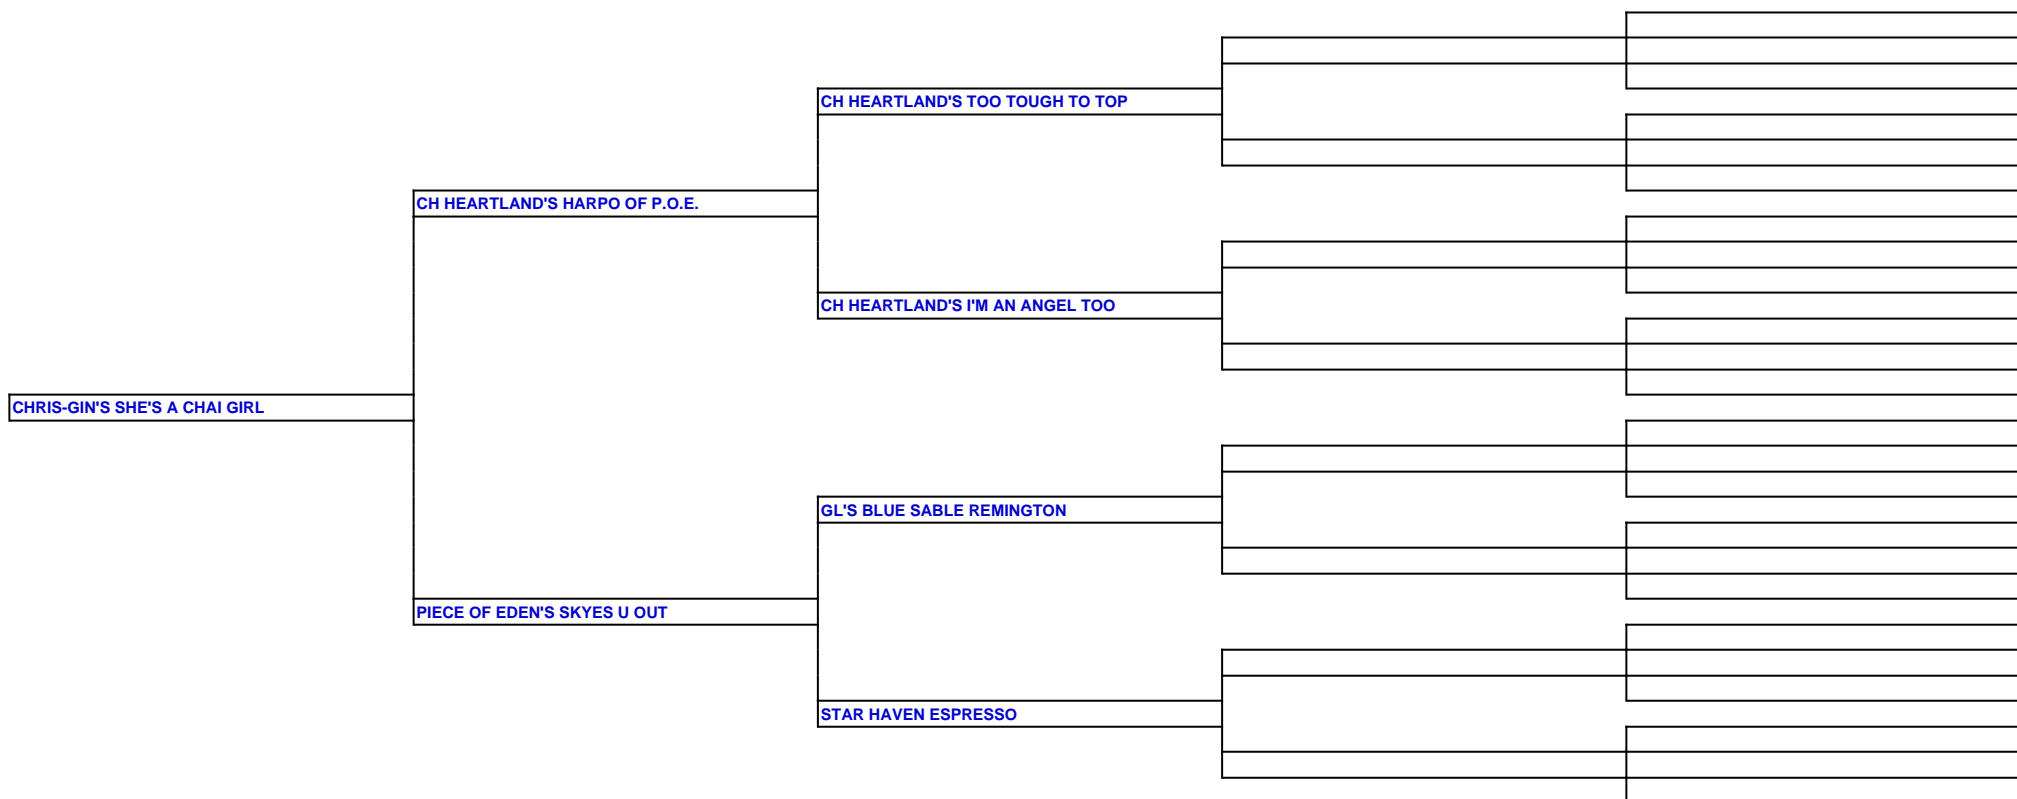 CH HEARTLAND'S TOO TOUGH TO TOP
CH HEARTLAND'S HARPO OF P.O.E.
CH HEARTLAND'S I'M AN ANGEL TOO
CHRIS-GIN'S SHE'S A CHAI GIRL
GL'S BLUE SABLE REMINGTON
PIECE OF EDEN'S SKYES U OUT
STAR HAVEN ESPRESSO